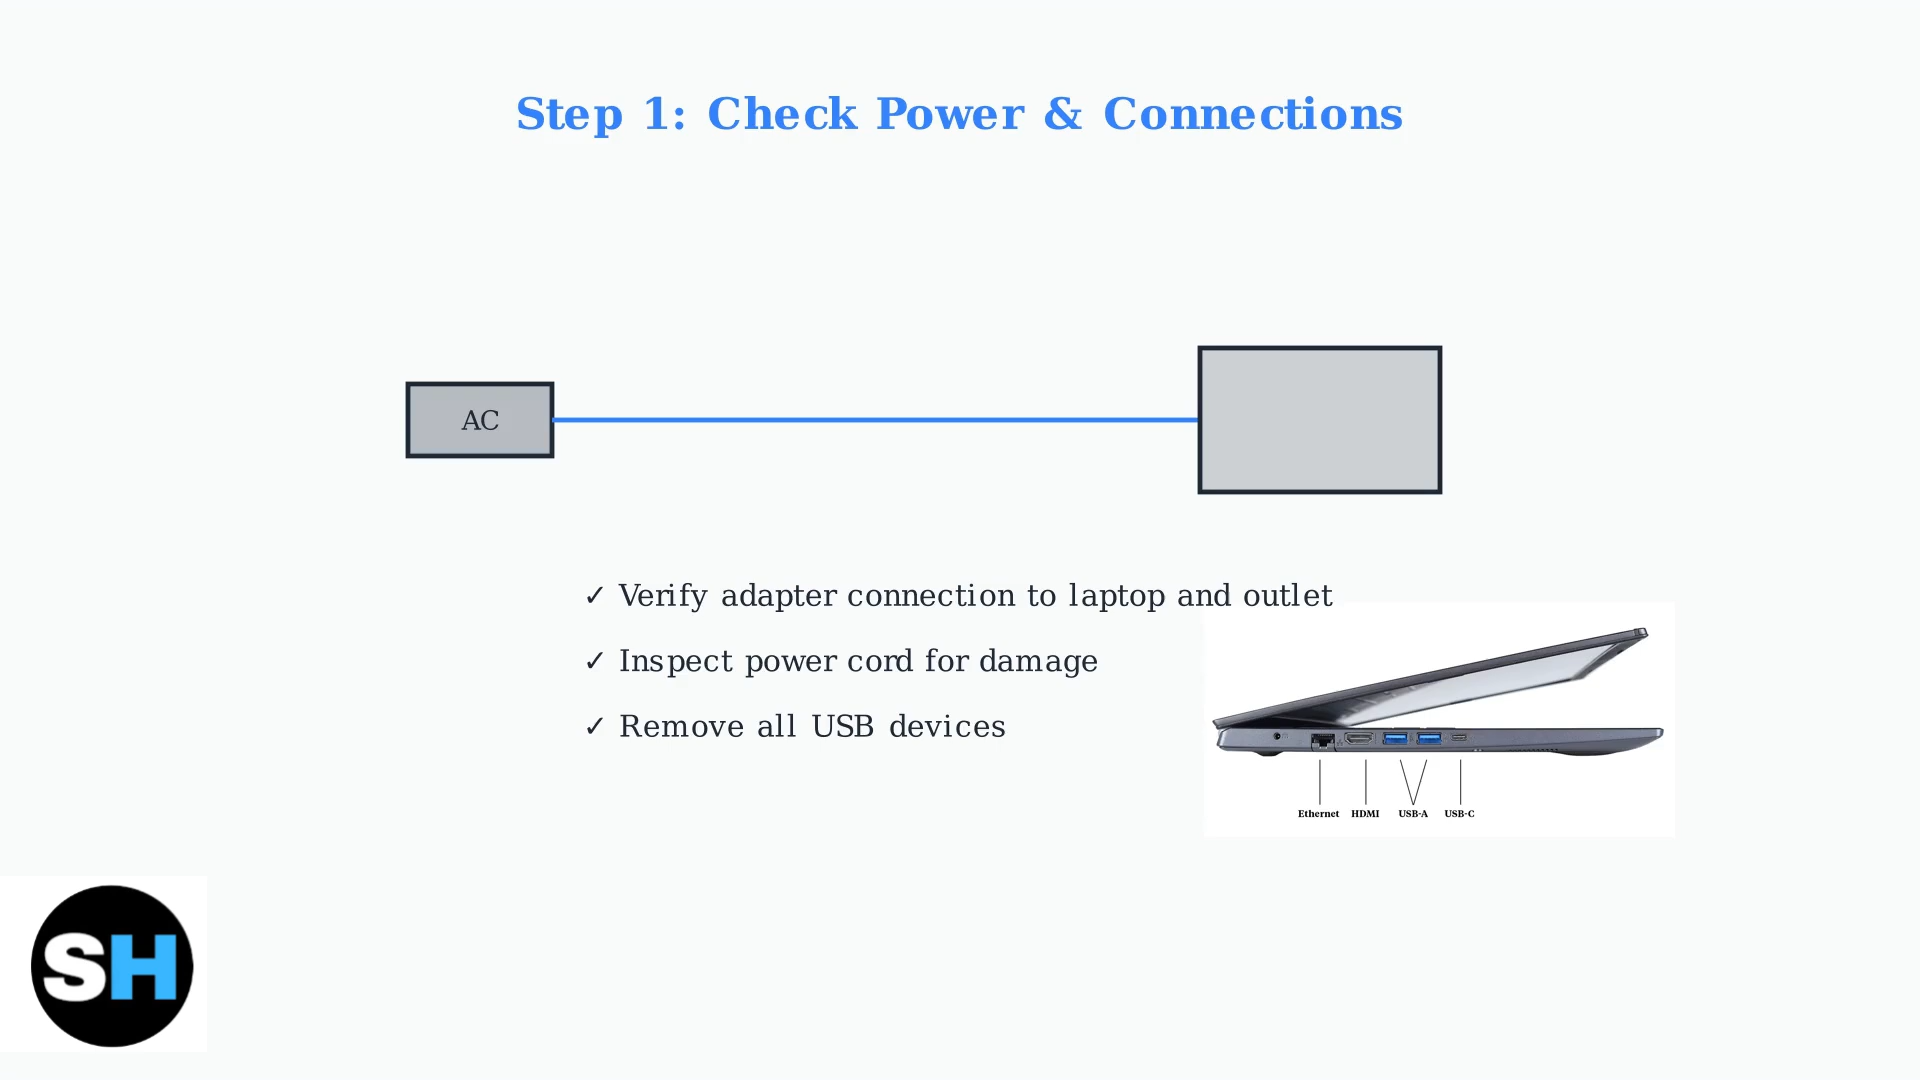 Step 1: Check Power & Connections
AC
✓ Verify adapter connection to laptop and outlet
✓ Inspect power cord for damage
✓ Remove all USB devices
Ethernet HDMI USB-A USB-C
SH